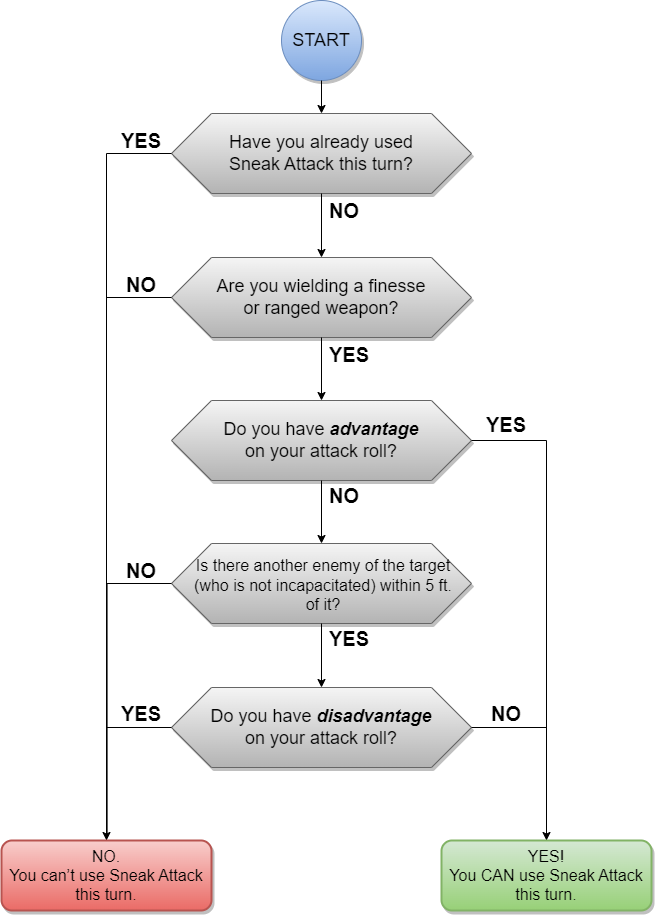 START
YES
Have you already used
Sneak Attack this turn?
NO
NO
Are you wielding a finesse
or ranged weapon?
YES
Do you have advantage
on your attack roll?
YES
NO
NO
Is there another enemy of the target
(who is not incapacitated) within 5 ft.
of it?
YES
YES
Do you have disadvantage
on your attack roll?
NO
NO.
You can't use Sneak Attack
this turn.
YES!
You CAN use Sneak Attack
this turn.